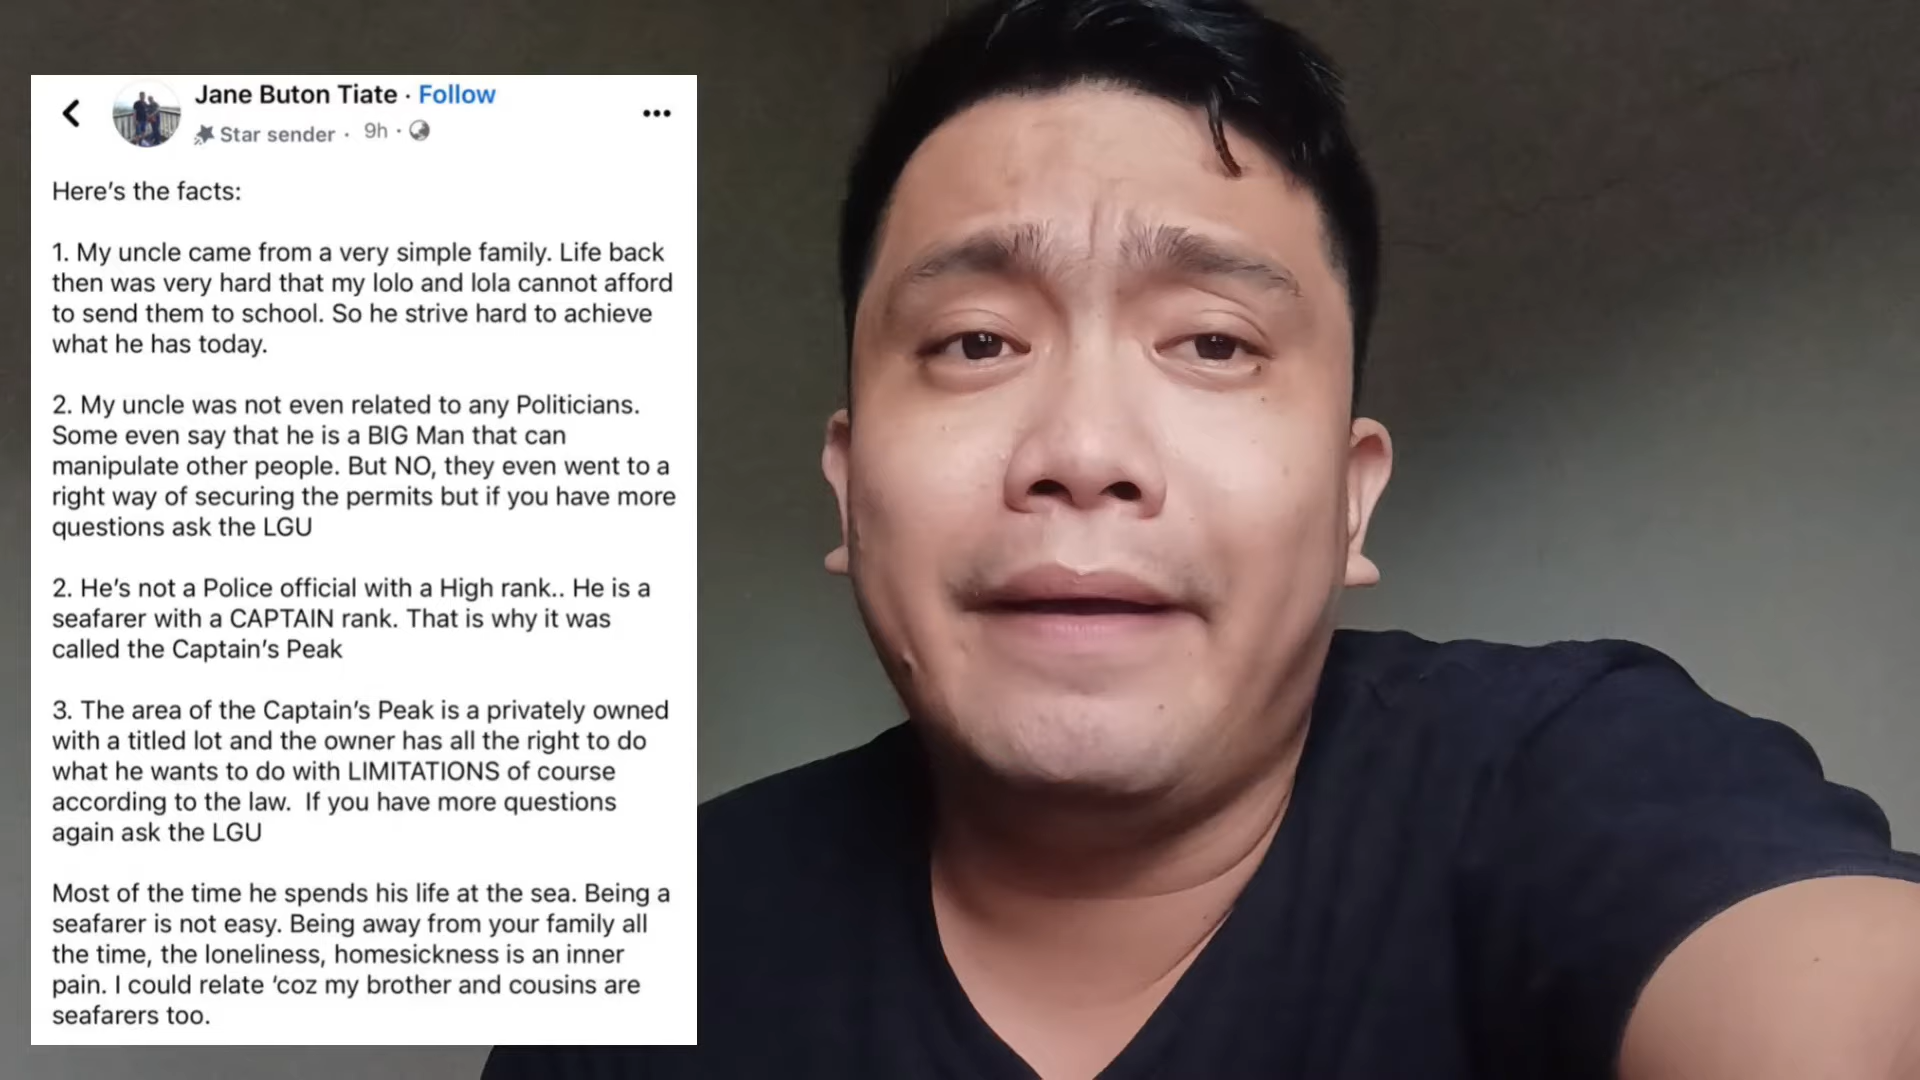 Jane Buton Tiate · Follow
Star sender · 9h ·
Here's the facts:
1. My uncle came from a very simple family. Life back
then was very hard that my lolo and lola cannot afford
to send them to school. So he strive hard to achieve
what he has today.
2. My uncle was not even related to any Politicians.
Some even say that he is a BIG Man that can
manipulate other people. But NO, they even went to a
right way of securing the permits but if you have more
questions ask the LGU
2. He's not a Police official with a High rank.. He is a
seafarer with a CAPTAIN rank. That is why it was
called the Captain's Peak
3. The area of the Captain's Peak is a privately owned
with a titled lot and the owner has all the right to do
what he wants to do with LIMITATIONS of course
according to the law.  If you have more questions
again ask the LGU
Most of the time he spends his life at the sea. Being a
seafarer is not easy. Being away from your family all
the time, the loneliness, homesickness is an inner
pain. I could relate 'coz my brother and cousins are
seafarers too.